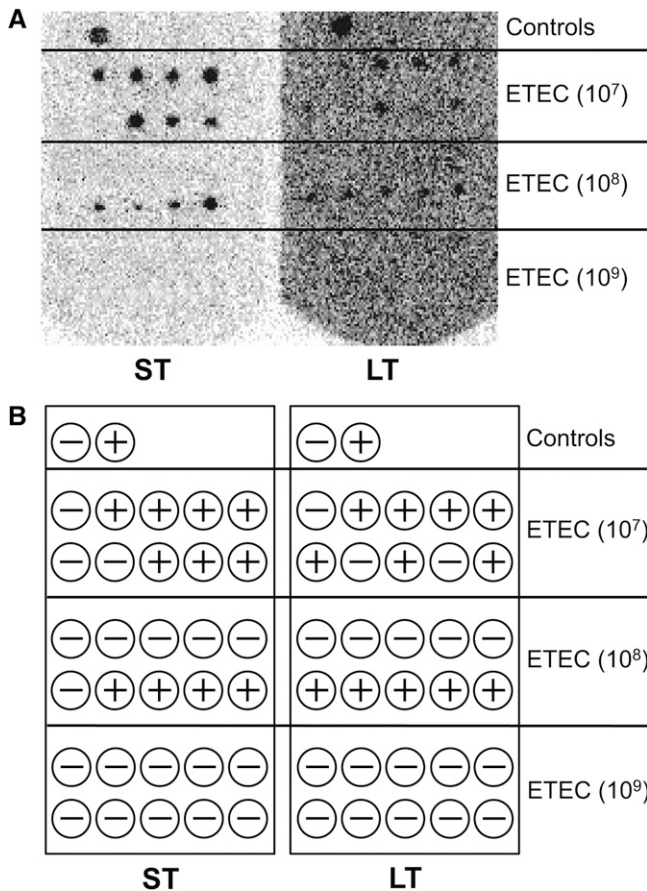 A
Controls
ETEC (10⁷)
ETEC (10⁸)
ETEC (10⁹)
ST LT
B
− + − + Controls
− + + + + − + + + +
− − + + + + − + − +
ETEC (10⁷)
− − − − − − − − − −
− + + + + + + + + +
ETEC (10⁸)
− − − − − − − − − −
− − − − − − − − − −
ETEC (10⁹)
ST LT